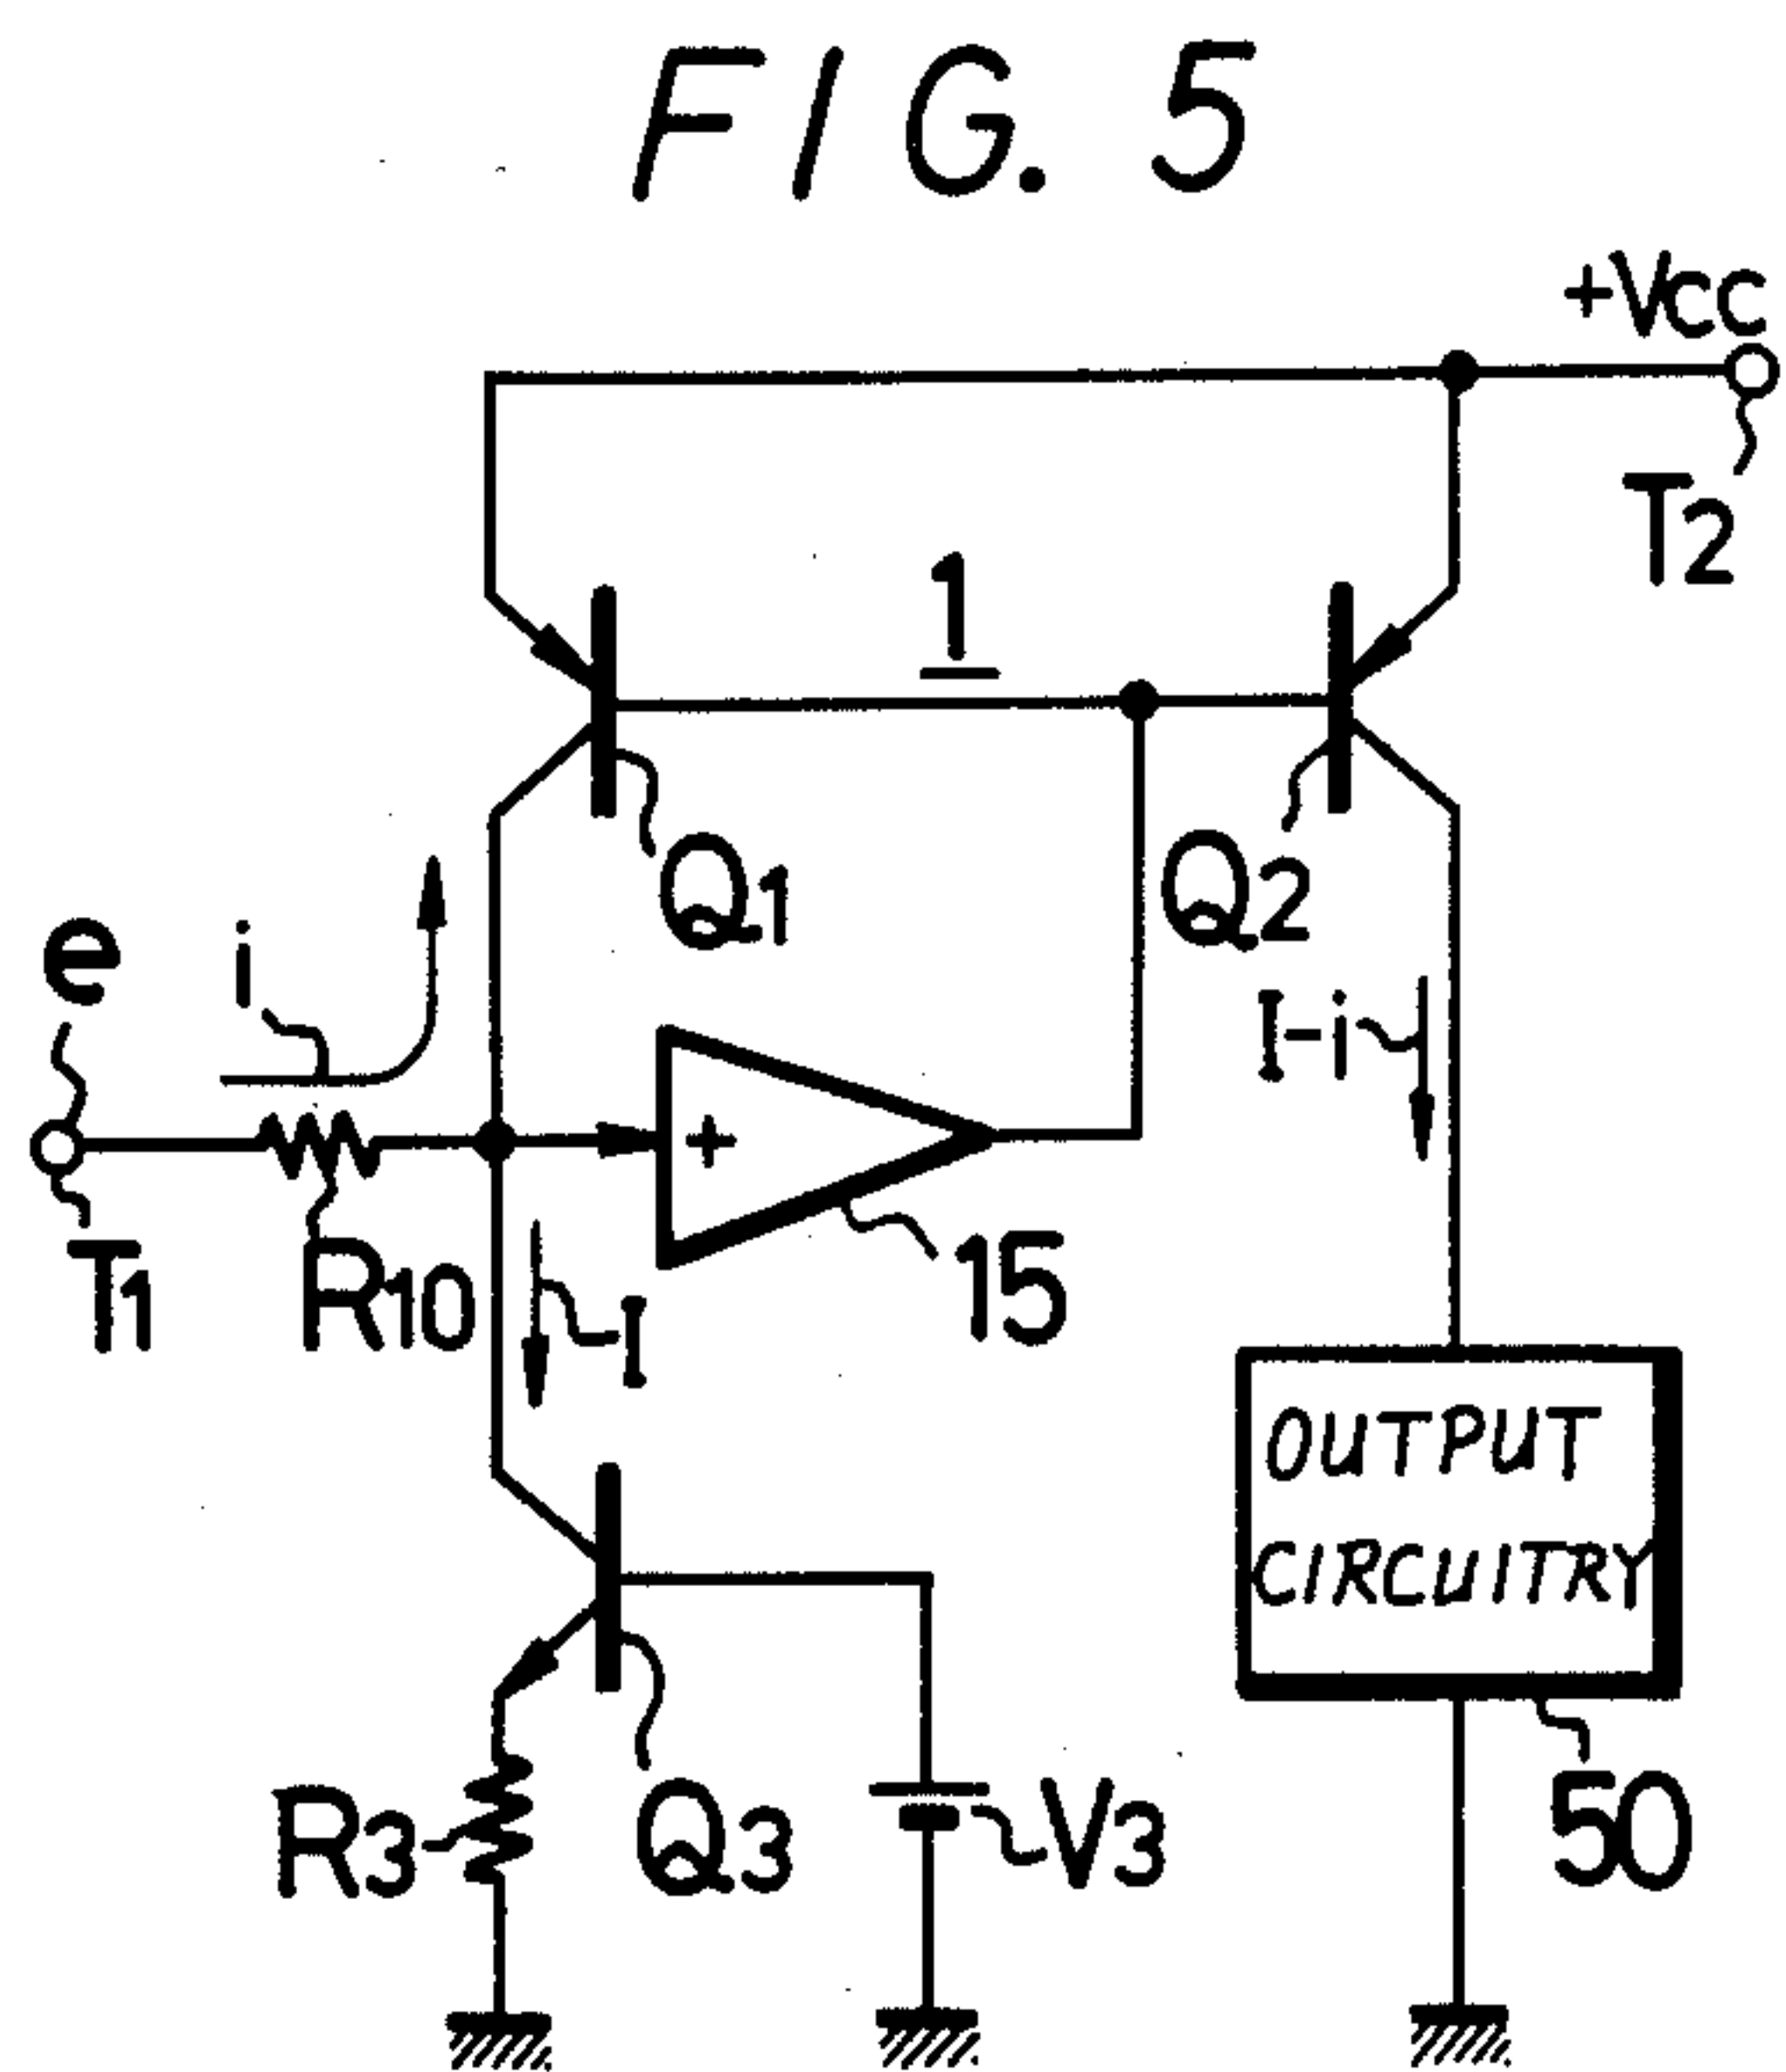 FIG. 5
+Vcc
T2
1
Q1
Q2
e
i
I-i
+
T1
R10
I
15
OUTPUT
CIRCUITRY
R3
Q3
V3
50